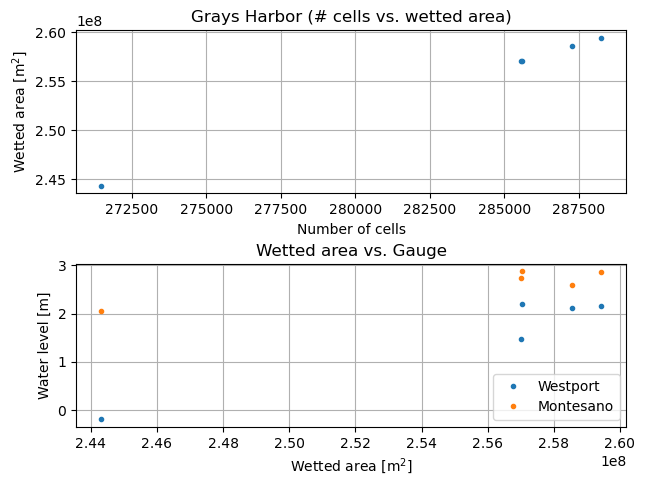 Grays Harbor (# cells vs. wetted area)
1e8
2.60
2.55
2.50
2.45
Wetted area [m²]
272500 275000 277500 280000 282500 285000 287500
Number of cells
Wetted area vs. Gauge
3
2
1
0
Water level [m]
Westport
Montesano
2.44 2.46 2.48 2.50 2.52 2.54 2.56 2.58 2.60
1e8
Wetted area [m²]